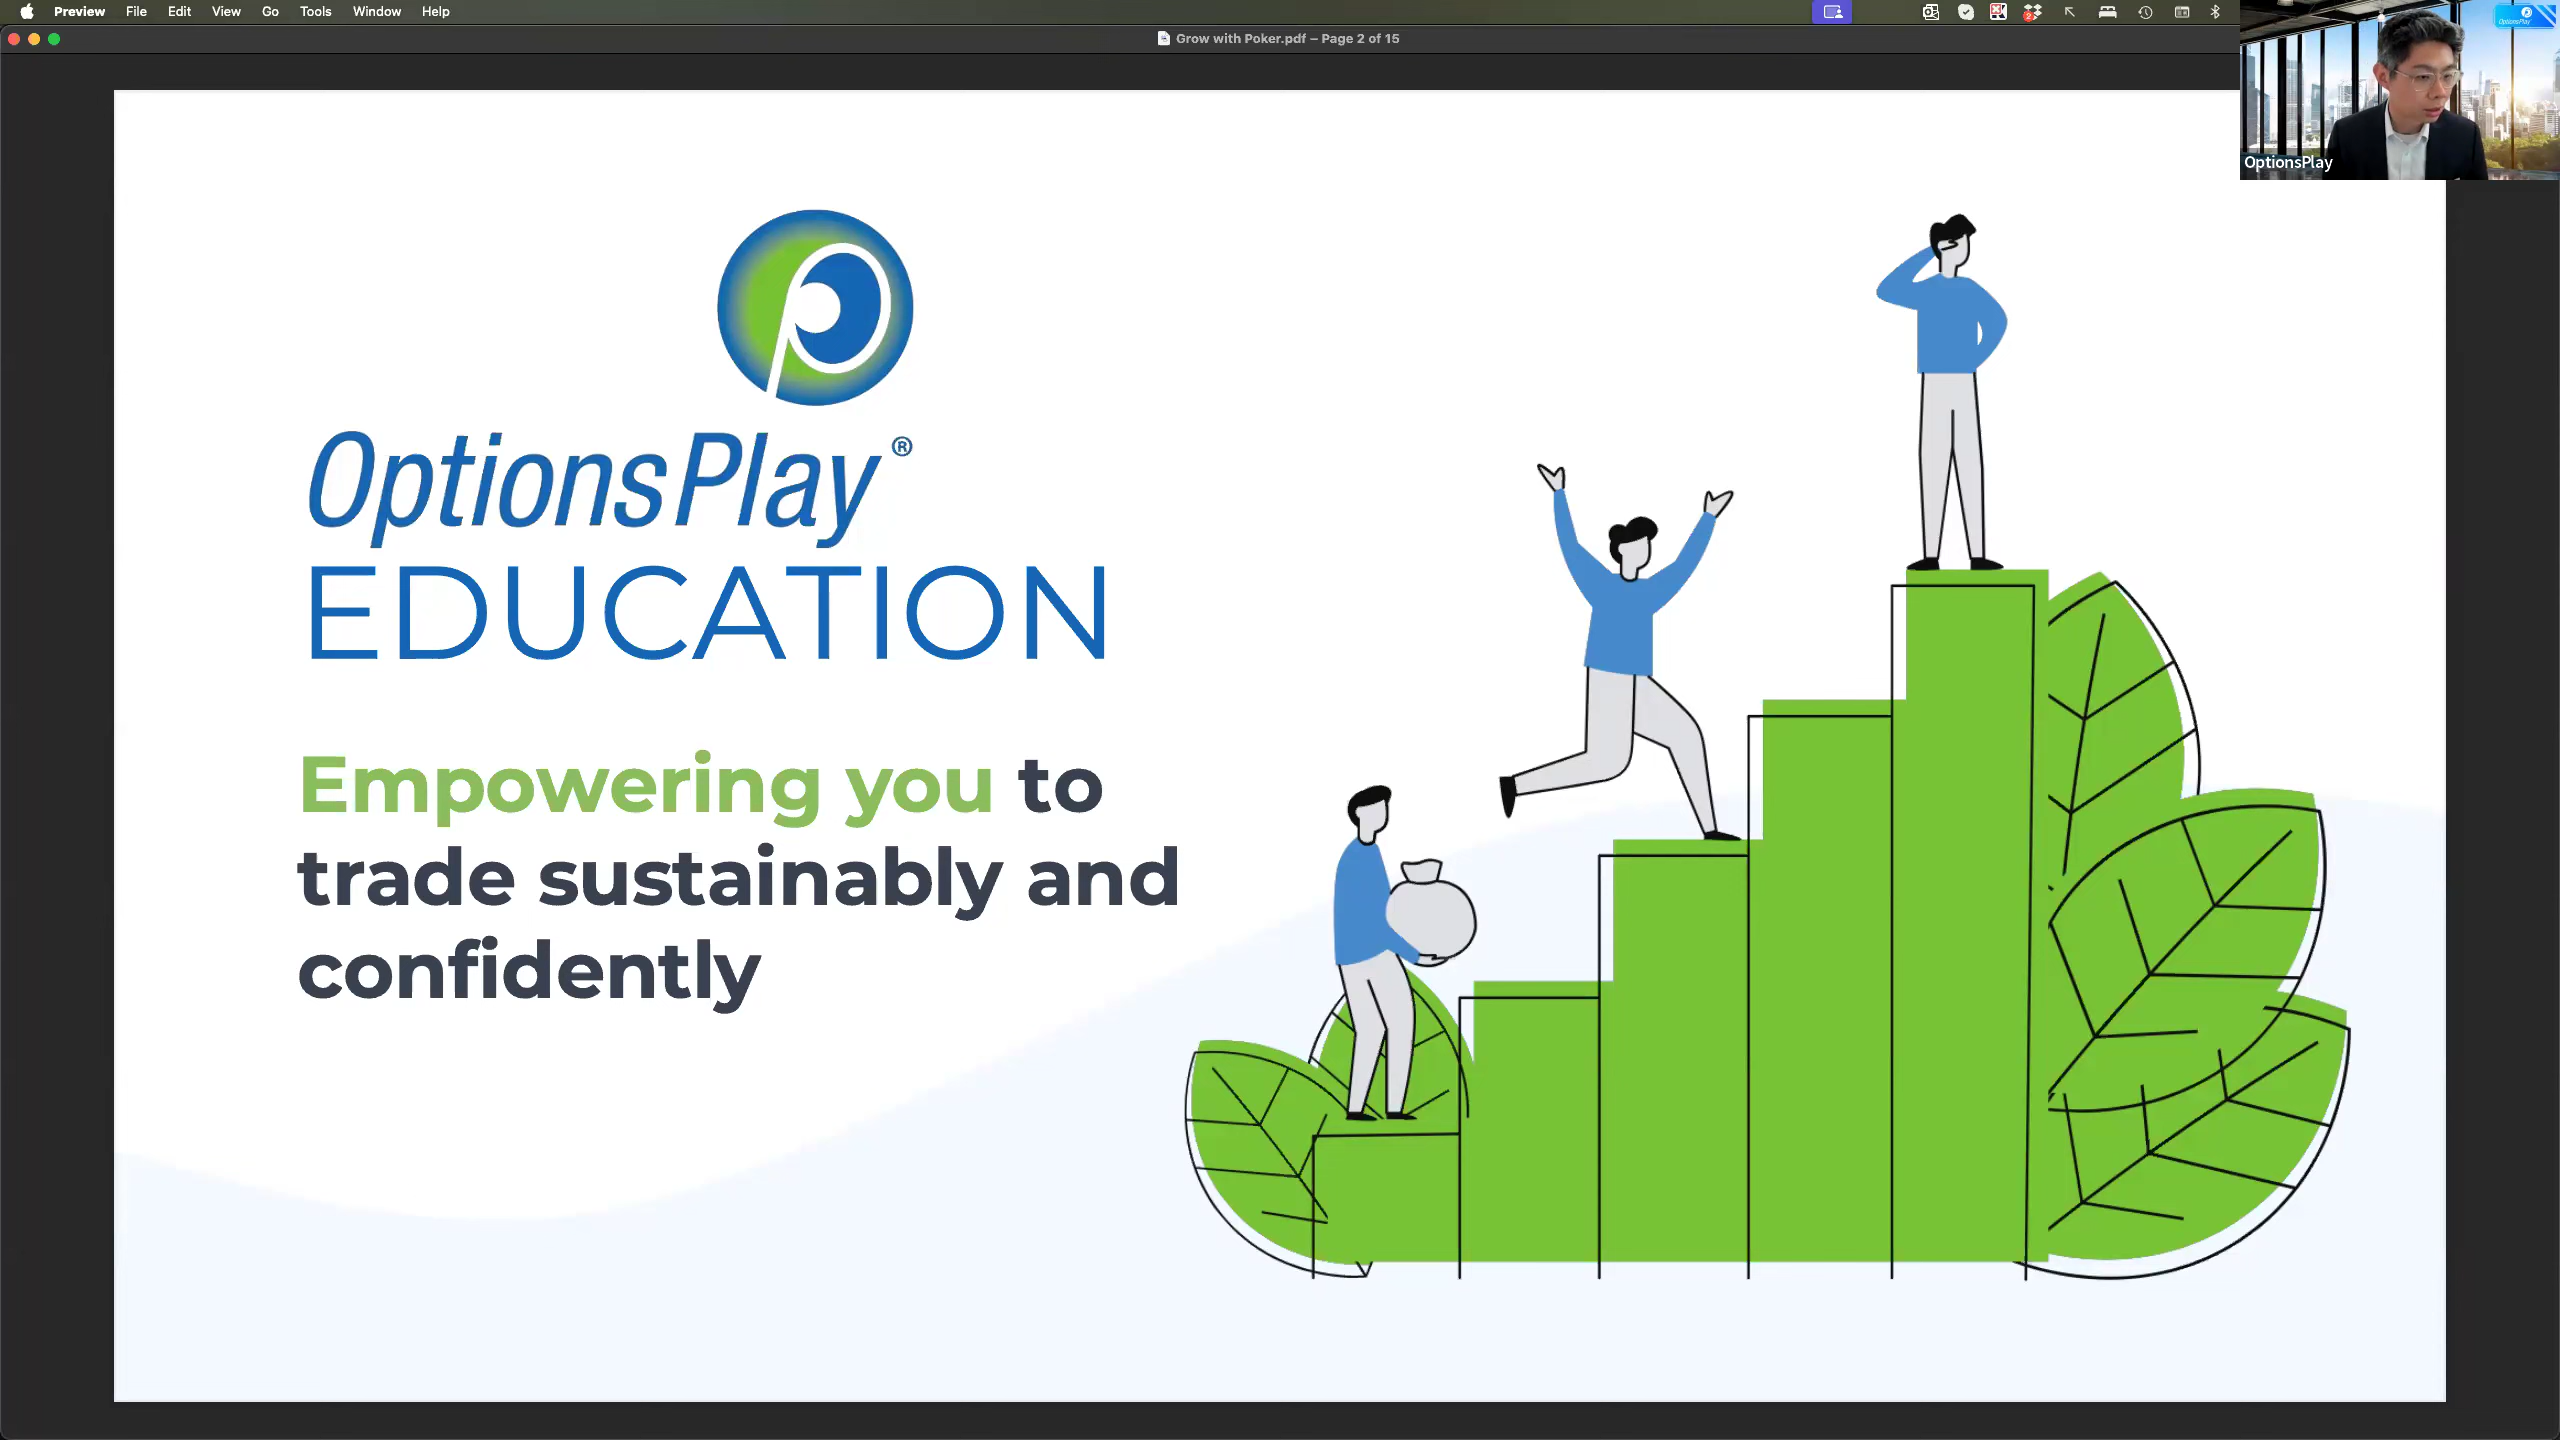 Preview File Edit View Go Tools Window Help
Grow with Poker.pdf – Page 2 of 15
OptionsPlay
OptionsPlay
OptionsPlay®
EDUCATION
Empowering you to
trade sustainably and
confidently